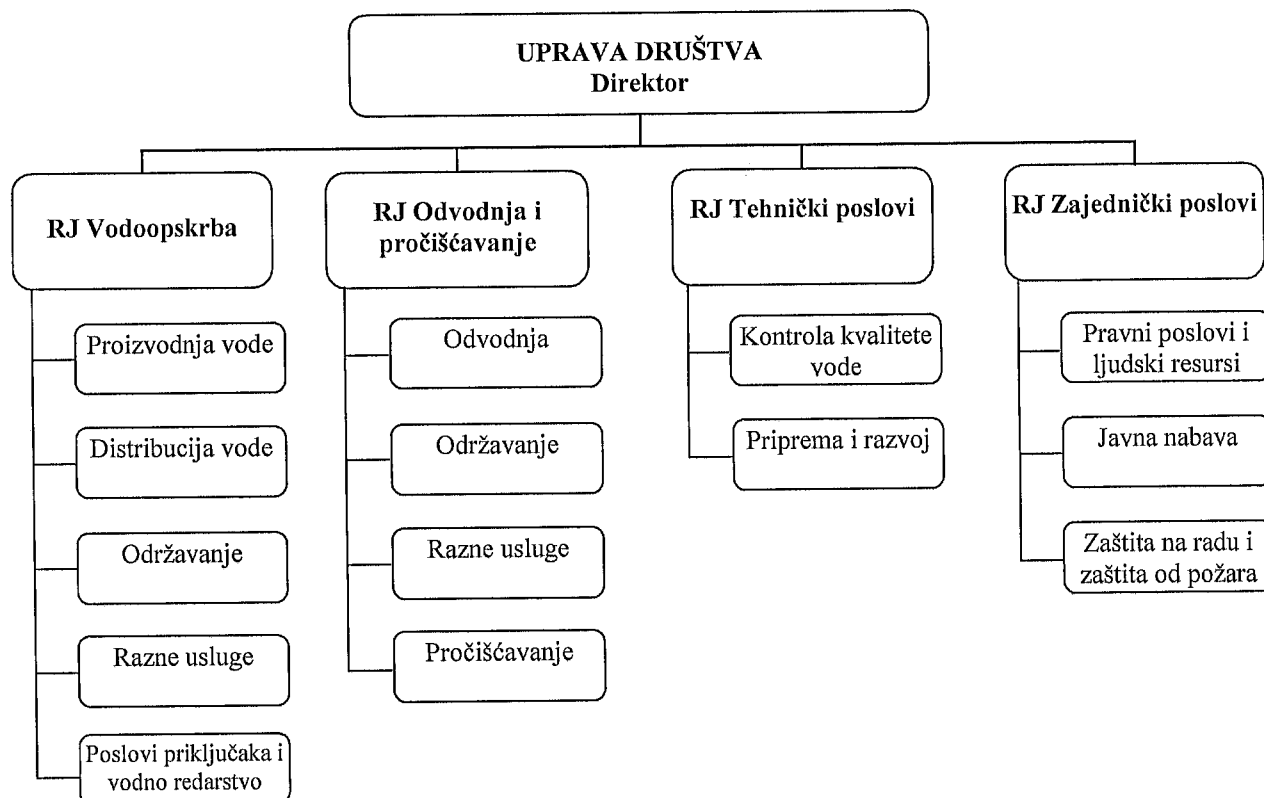 UPRAVA DRUŠTVA
Direktor
RJ Vodoopskrba
Proizvodnja vode
Distribucija vode
Održavanje
Razne usluge
Poslovi priključaka i
vodno redarstvo
RJ Odvodnja i
pročišćavanje
Odvodnja
Održavanje
Razne usluge
Pročišćavanje
RJ Tehnički poslovi
Kontrola kvalitete
vode
Priprema i razvoj
RJ Zajednički poslovi
Pravni poslovi i
ljudski resursi
Javna nabava
Zaštita na radu i
zaštita od požara